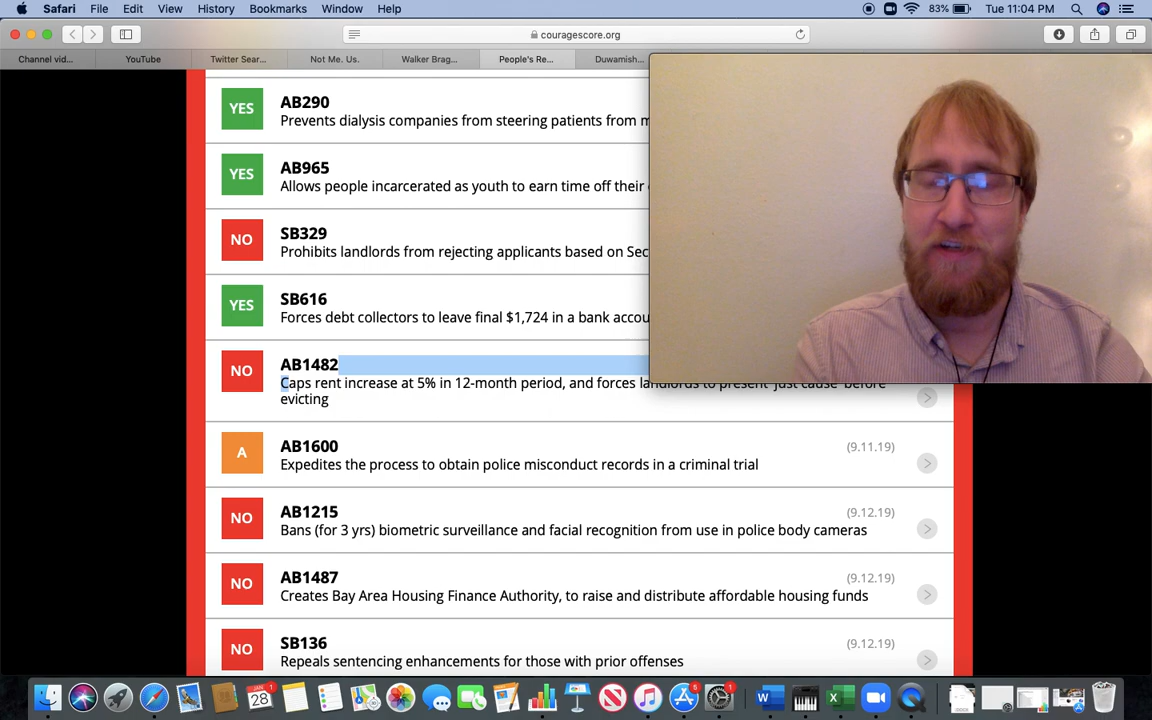 Safari File Edit View History Bookmarks Window Help 83% Tue 11:04 PM
couragescore.org
Channel vid... YouTube Twitter Sear... Not Me. Us. Walker Brag... People's Re... Duwamish...
YES AB290
Prevents dialysis companies from steering patients from
YES AB965
Allows people incarcerated as youth to earn time off their
NO SB329
Prohibits landlords from rejecting applicants based on Sec
YES SB616
Forces debt collectors to leave final $1,724 in a bank accou
NO AB1482
Caps rent increase at 5% in 12-month period, and forces landlords to present 'just cause' before
evicting
A AB1600 (9.11.19)
Expedites the process to obtain police misconduct records in a criminal trial
NO AB1215 (9.12.19)
Bans (for 3 yrs) biometric surveillance and facial recognition from use in police body cameras
NO AB1487 (9.12.19)
Creates Bay Area Housing Finance Authority, to raise and distribute affordable housing funds
NO SB136 (9.12.19)
Repeals sentencing enhancements for those with prior offenses
JAN 28 1 6 1